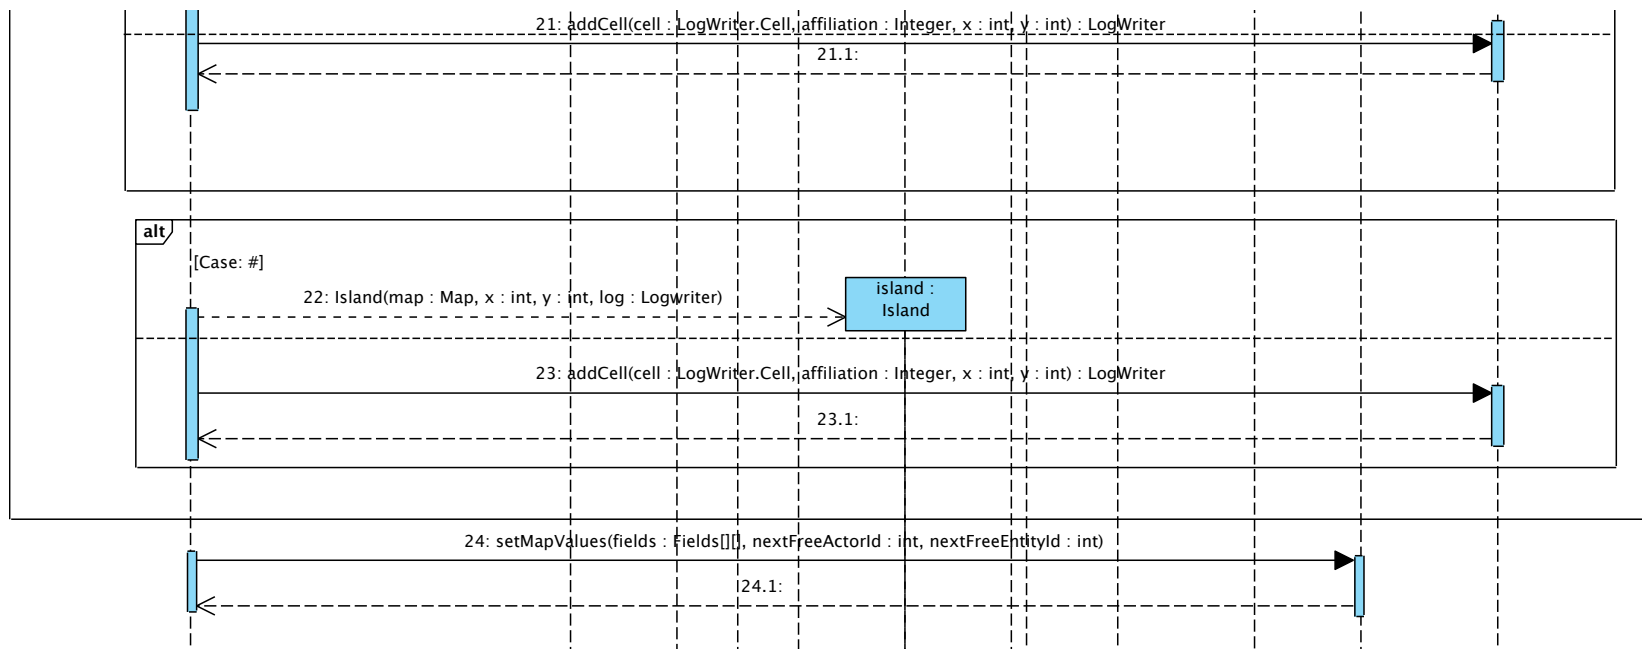 21: addCell(cell : LogWriter.Cell, affiliation : Integer, x : int, y : int) : LogWriter
21.1:
alt
[Case: #]
island :
Island
22: Island(map : Map, x : int, y : int, log : Logwriter)
23: addCell(cell : LogWriter.Cell, affiliation : Integer, x : int, y : int) : LogWriter
23.1:
24: setMapValues(fields : Fields[][], nextFreeActorId : int, nextFreeEntityId : int)
24.1: